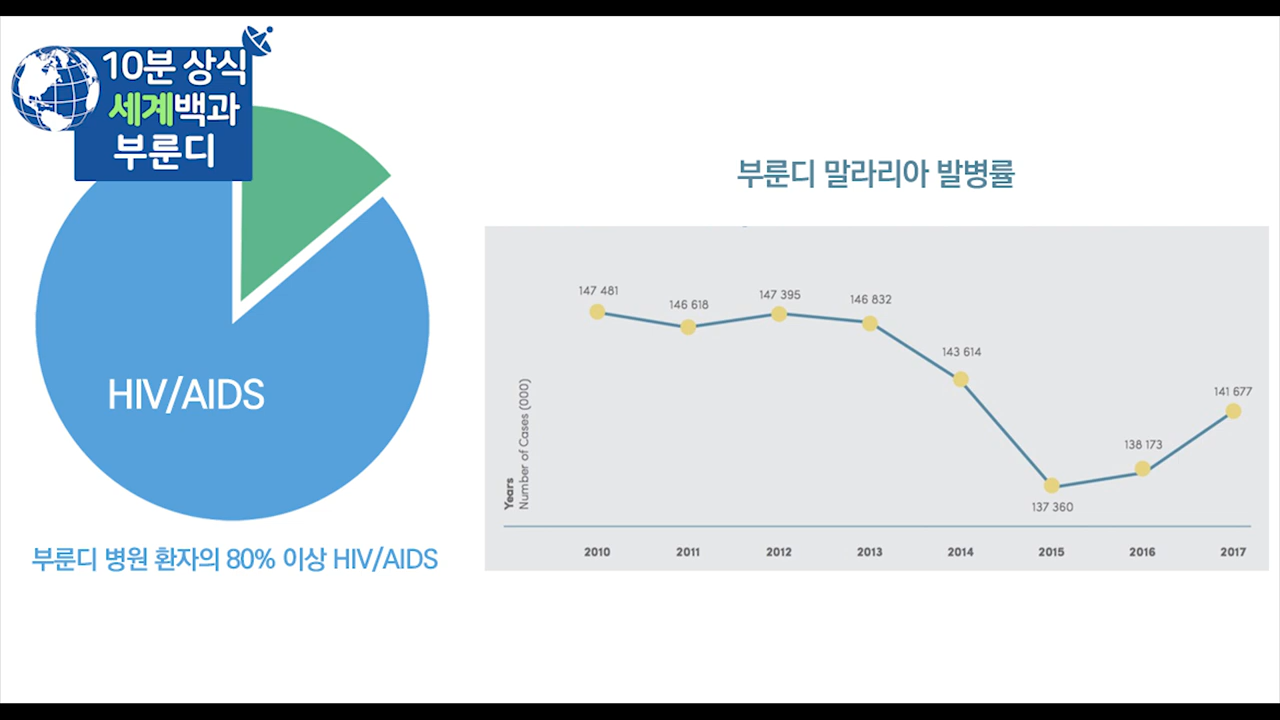 10분 상식
세계백과
부룬디
HIV/AIDS
부룬디 병원 환자의 80% 이상 HIV/AIDS
부룬디 말라리아 발병률
147 481
146 618
147 395
146 832
143 614
137 360
138 173
141 677
Years
Number of Cases (000)
2010 2011 2012 2013 2014 2015 2016 2017